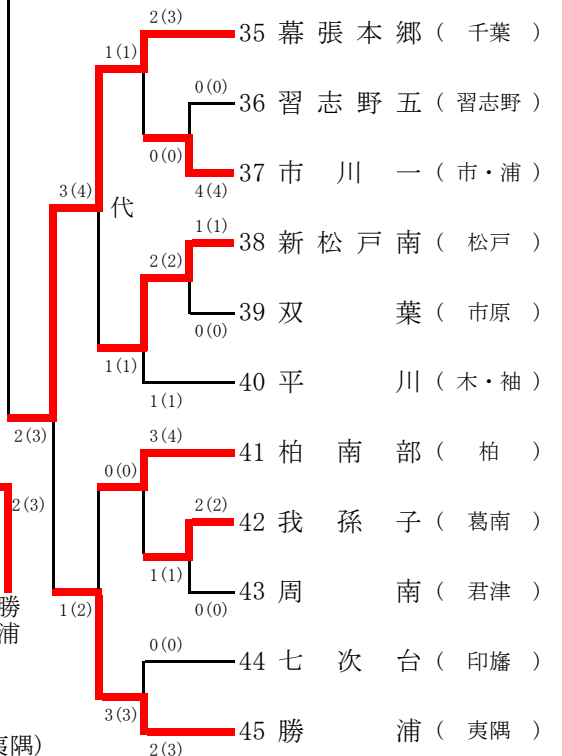 2(3)
35 幕張本郷 ( 千葉 )
1(1)
0(0)
36 習志野五 ( 習志野 )
0(0)
37 市川一 ( 市・浦 )
4(4)
3(4)
代
1(1)
38 新松戸南 ( 松戸 )
2(2)
39 双葉 ( 市原 )
0(0)
1(1)
40 平川 ( 木・袖 )
1(1)
2(3)
3(4)
41 柏南部 ( 柏 )
0(0)
2(3)
2(2)
42 我孫子 ( 葛南 )
1(1)
43 周南 ( 君津 )
0(0)
勝浦
1(2)
0(0)
44 七次台 ( 印旛 )
3(3)
45 勝浦 ( 夷隅 )
2(3)
夷隅)